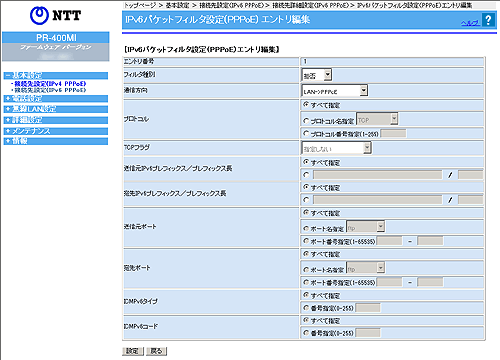 NTT
PR-400MI
ファームウェア バージョン
－基本設定
・接続先設定(IPv4 PPPoE)
・接続先設定(IPv6 PPPoE)
＋電話設定
＋無線LAN設定
＋詳細設定
＋メンテナンス
＋情報
トップページ > 基本設定 > 接続先設定(IPv6 PPPoE) > 接続先詳細設定(IPv6 PPPoE) > IPv6パケットフィルタ設定(PPPoE)エントリ編集
IPv6パケットフィルタ設定(PPPoE) エントリ編集
ヘルプ ?
【IPv6パケットフィルタ設定(PPPoE)エントリ編集】
エントリ番号 1
フィルタ種別 拒否
通信方向 LAN->PPPoE
プロトコル
すべて指定
プロトコル名指定 TCP
プロトコル番号指定(1-255)
TCPフラグ 指定しない
送信元IPv6プレフィックス／プレフィックス長
すべて指定
/
宛先IPv6プレフィックス／プレフィックス長
すべて指定
/
送信元ポート
すべて指定
ポート名指定 ftp
ポート番号指定(1-65535) －
宛先ポート
すべて指定
ポート名指定 ftp
ポート番号指定(1-65535) －
ICMPv6タイプ
すべて指定
番号指定(0-255)
ICMPv6コード
すべて指定
番号指定(0-255)
設定 戻る